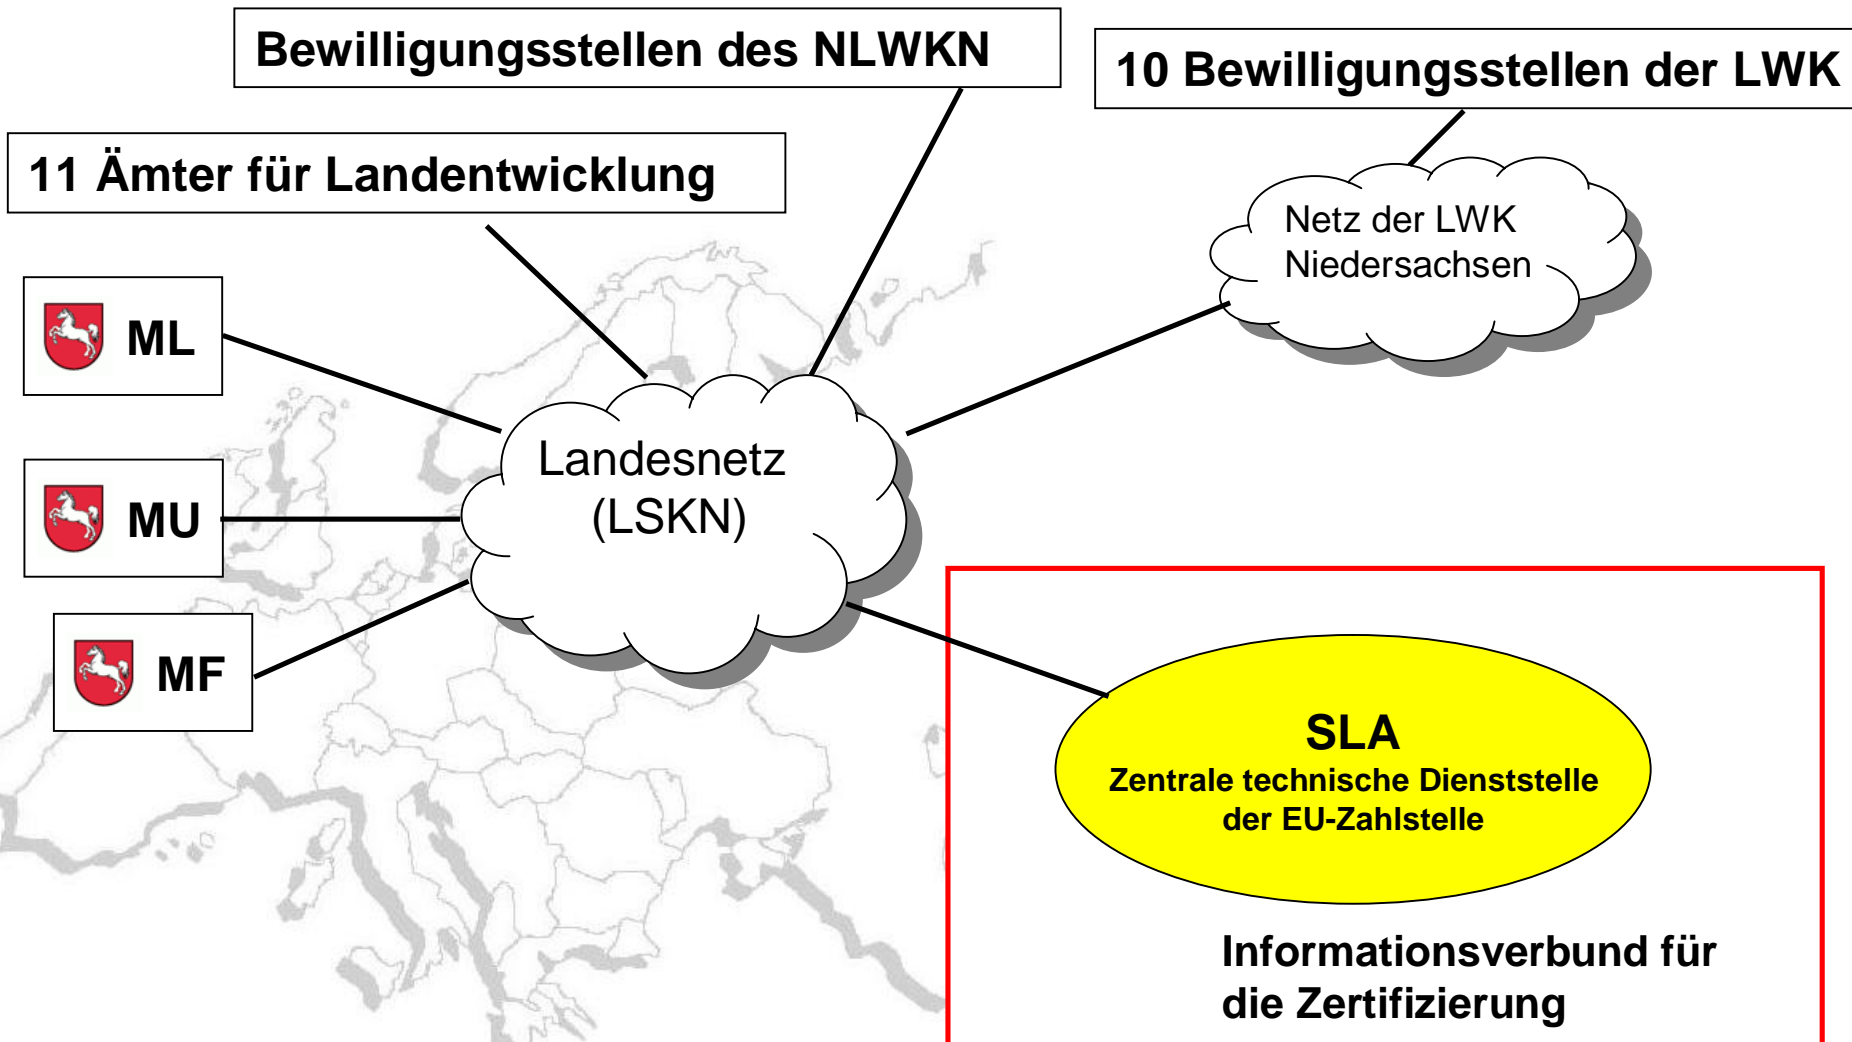 Bewilligungsstellen des NLWKN
10 Bewilligungsstellen der LWK
11 Ämter für Landentwicklung
Netz der LWK
Niedersachsen
ML
Landesnetz
(LSKN)
MU
MF
SLA
Zentrale technische Dienststelle
der EU-Zahlstelle
Informationsverbund für
die Zertifizierung